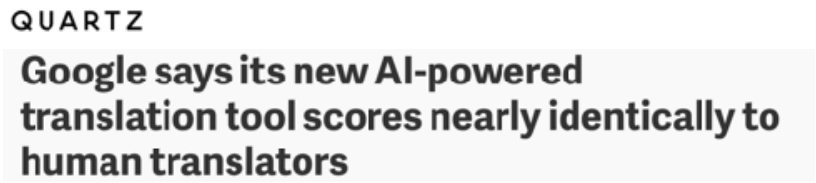 QUARTZ
Google says its new AI-powered
translation tool scores nearly identically to
human translators